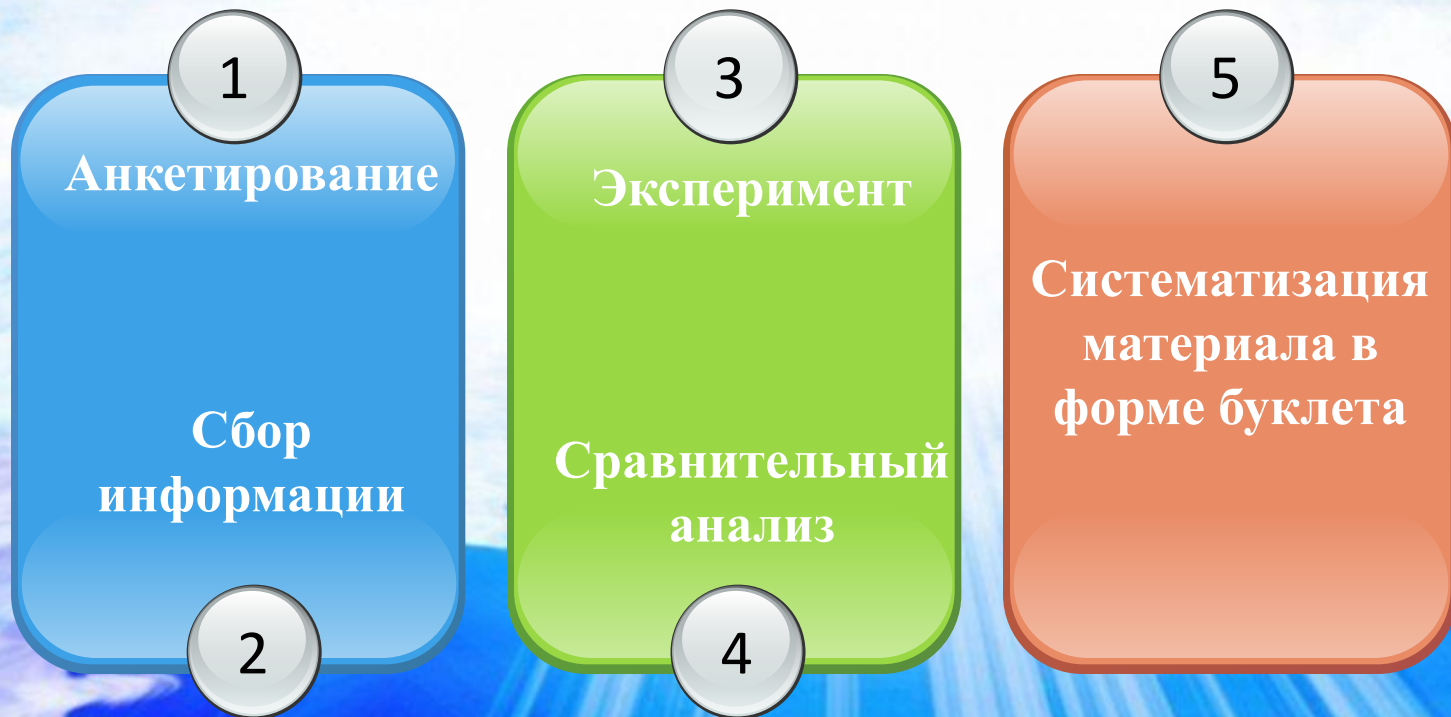 1
Анкетирование
Сбор
информации
2
3
Эксперимент
Сравнительный
анализ
4
5
Систематизация
материала в
форме буклета